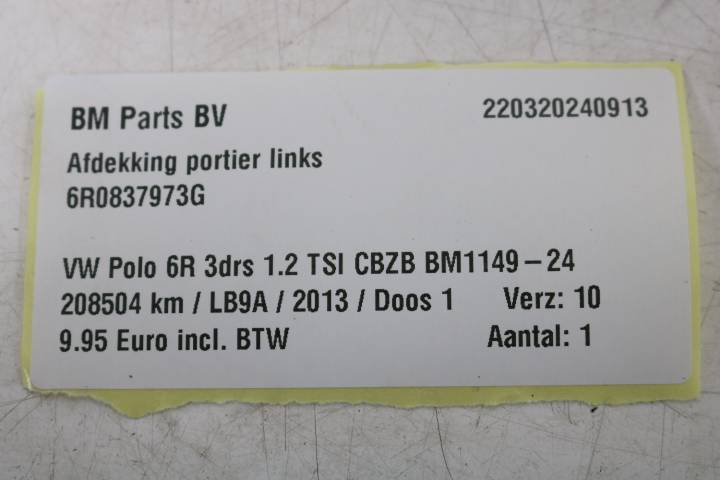 BM Parts BV 220320240913
Afdekking portier links
6R0837973G
VW Polo 6R 3drs 1.2 TSI CBZB BM1149-24
208504 km / LB9A / 2013 / Doos 1 Verz: 10
9.95 Euro incl. BTW Aantal: 1